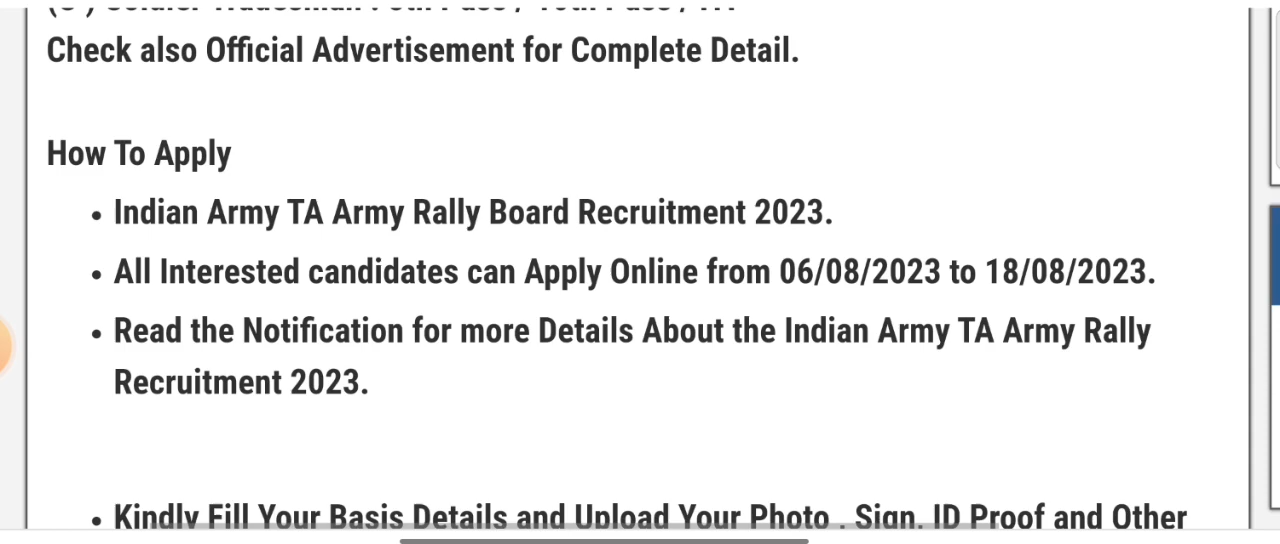 Check also Official Advertisement for Complete Detail.
How To Apply
• Indian Army TA Army Rally Board Recruitment 2023.
• All Interested candidates can Apply Online from 06/08/2023 to 18/08/2023.
• Read the Notification for more Details About the Indian Army TA Army Rally
Recruitment 2023.
• Kindly Fill Your Basis Details and Upload Your Photo , Sign, ID Proof and Other